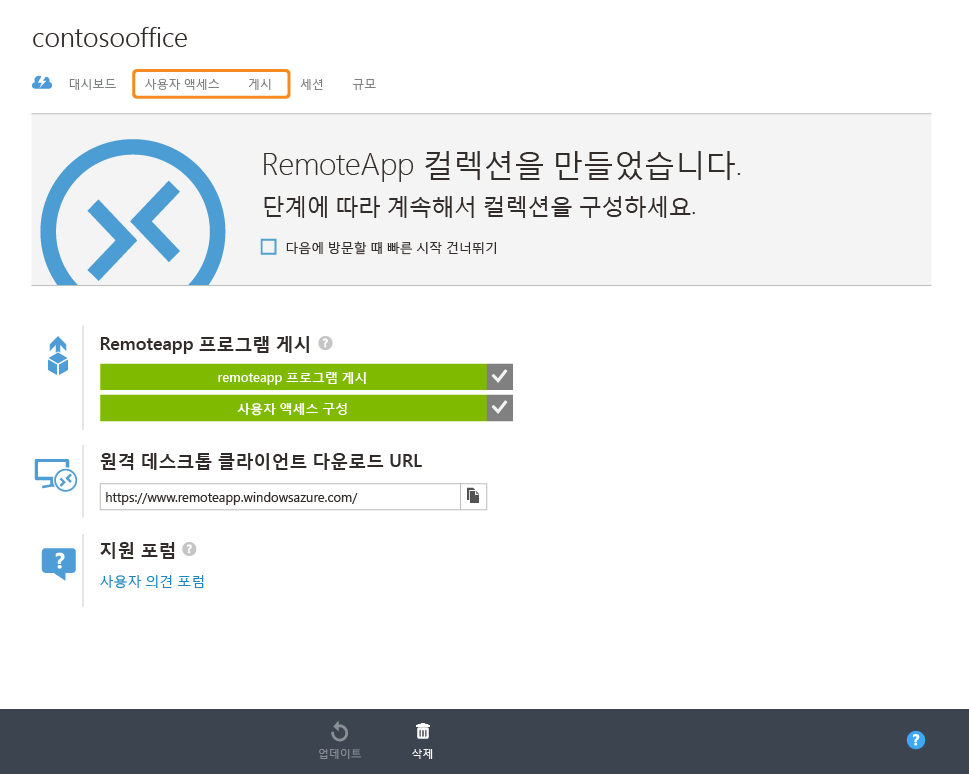 contosooffice
대시보드 사용자 액세스 게시 세션 규모
RemoteApp 컬렉션을 만들었습니다.
단계에 따라 계속해서 컬렉션을 구성하세요.
다음에 방문할 때 빠른 시작 건너뛰기
Remoteapp 프로그램 게시 ?
remoteapp 프로그램 게시
사용자 액세스 구성
원격 데스크톱 클라이언트 다운로드 URL
https://www.remoteapp.windowsazure.com/
? 지원 포럼 ?
사용자 의견 포럼
업데이트 삭제 ?